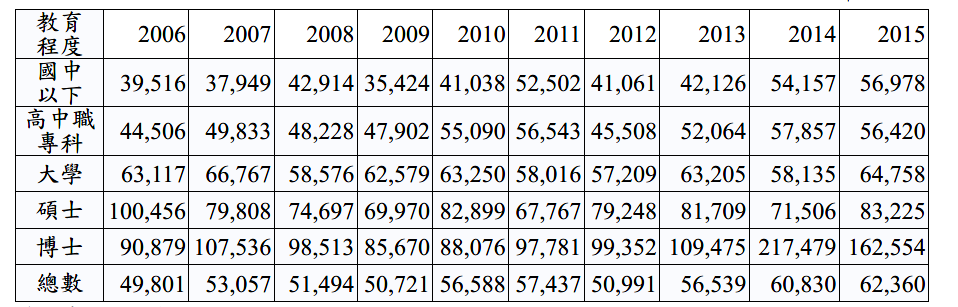 教育程度 2006 2007 2008 2009 2010 2011 2012 2013 2014 2015
國中以下 39,516 37,949 42,914 35,424 41,038 52,502 41,061 42,126 54,157 56,978
高中職專科 44,506 49,833 48,228 47,902 55,090 56,543 45,508 52,064 57,857 56,420
大學 63,117 66,767 58,576 62,579 63,250 58,016 57,209 63,205 58,135 64,758
碩士 100,456 79,808 74,697 69,970 82,899 67,767 79,248 81,709 71,506 83,225
博士 90,879 107,536 98,513 85,670 88,076 97,781 99,352 109,475 217,479 162,554
總數 49,801 53,057 51,494 50,721 56,588 57,437 50,991 56,539 60,830 62,360